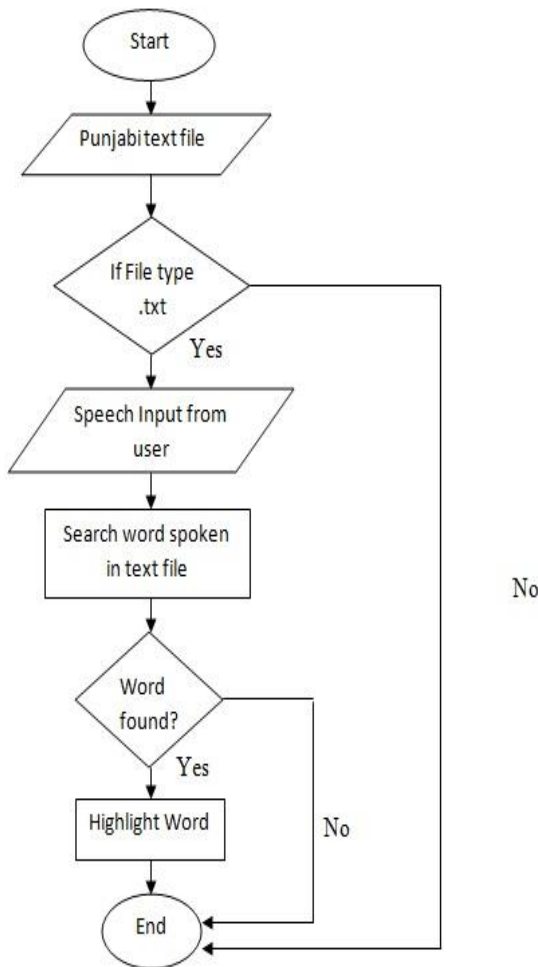 Start
Punjabi text file
If File type
.txt
Yes
Speech Input from
user
Search word spoken
in text file
No
Word
found?
Yes
Highlight Word
No
End